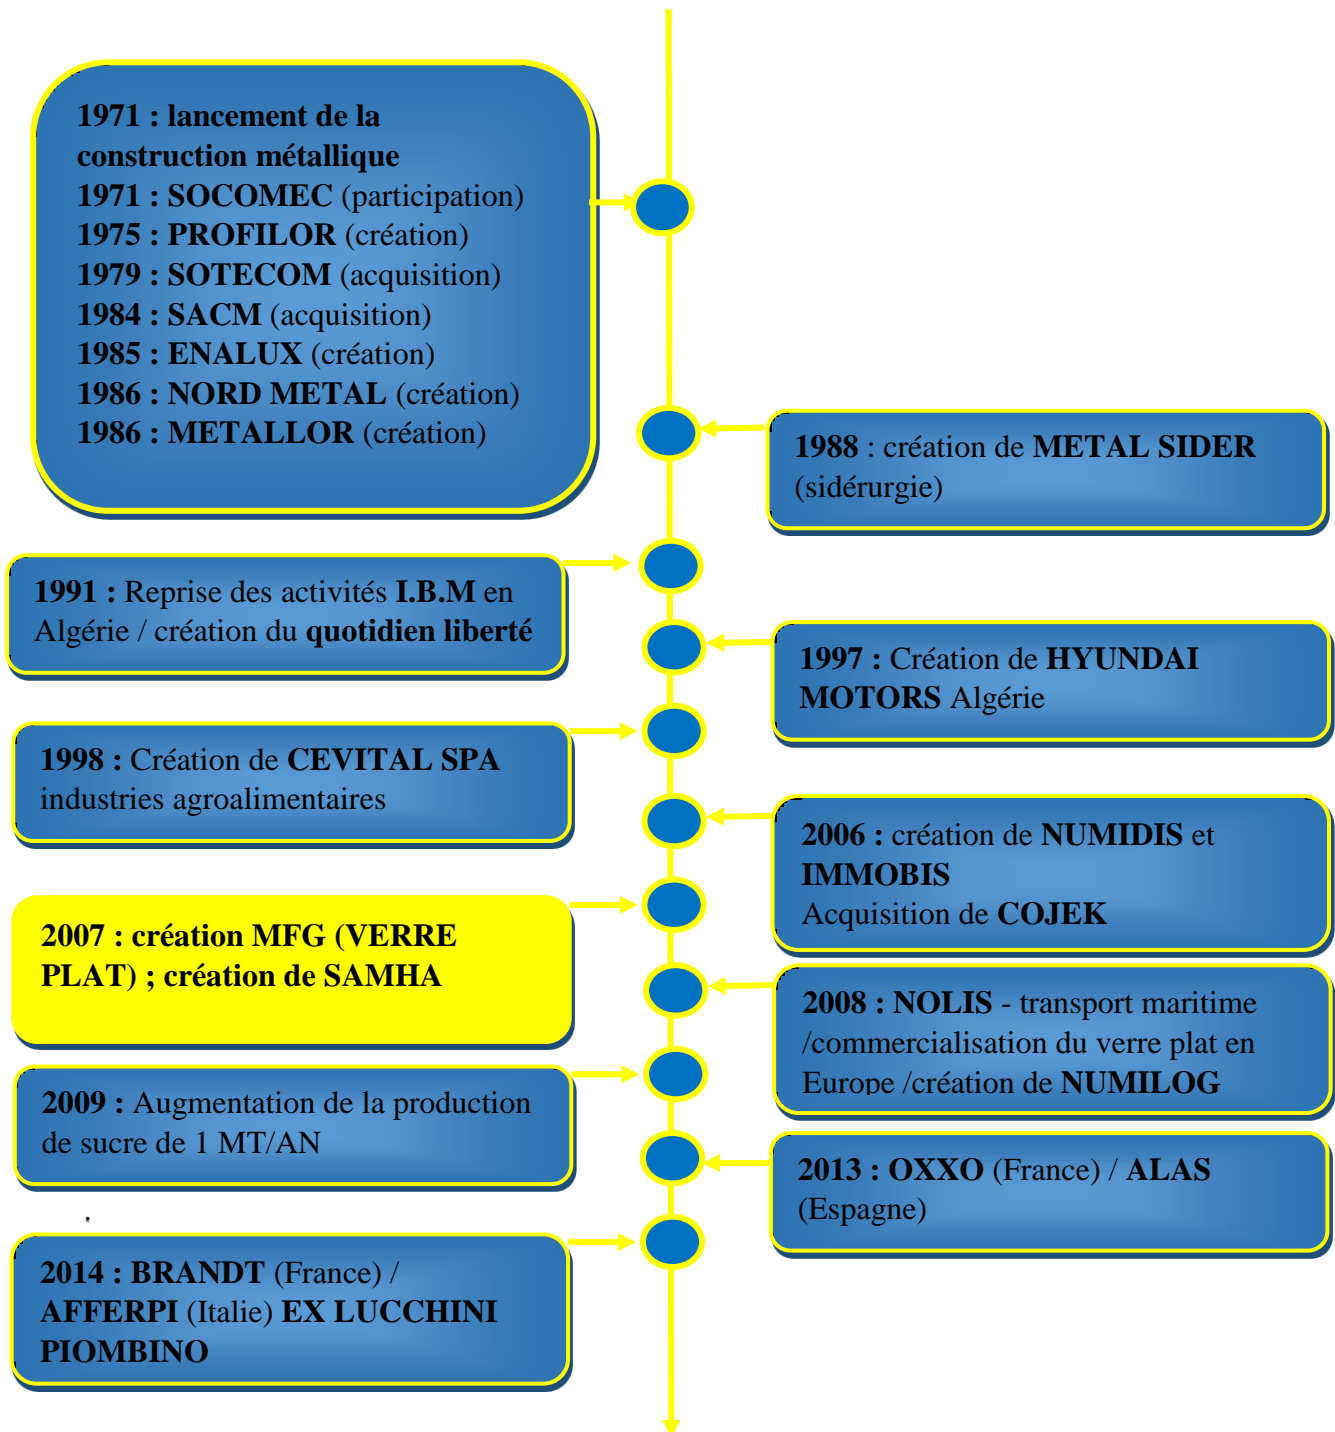 1971 : lancement de la
construction métallique
1971 : SOCOMEC (participation)
1975 : PROFILOR (création)
1979 : SOTECOM (acquisition)
1984 : SACM (acquisition)
1985 : ENALUX (création)
1986 : NORD METAL (création)
1986 : METALLOR (création)
1988 : création de METAL SIDER
(sidérurgie)
1991 : Reprise des activités I.B.M en
Algérie / création du quotidien liberté
1997 : Création de HYUNDAI
MOTORS Algérie
1998 : Création de CEVITAL SPA
industries agroalimentaires
2006 : création de NUMIDIS et
IMMOBIS
Acquisition de COJEK
2007 : création MFG (VERRE
PLAT) ; création de SAMHA
2008 : NOLIS - transport maritime
/commercialisation du verre plat en
Europe /création de NUMILOG
2009 : Augmentation de la production
de sucre de 1 MT/AN
2013 : OXXO (France) / ALAS
(Espagne)
.
2014 : BRANDT (France) /
AFFERPI (Italie) EX LUCCHINI
PIOMBINO